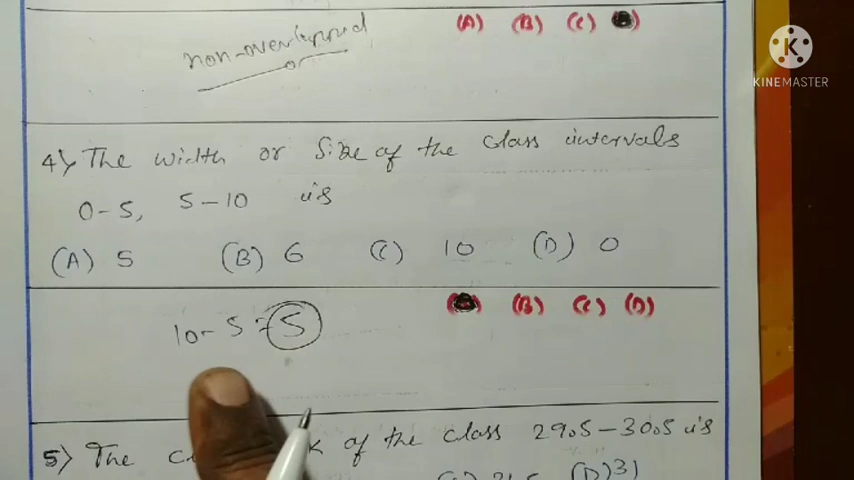 (A) (B) (C)
non-overlapped
or
KINEMASTER
4) The width or Size of the class intervals
0-5, 5-10 is
(A) 5 (B) 6 (C) 10 (D) 0
(B) (C) (D)
10-5=5
5) The of the class 29.5-30.5 is
(D) 31